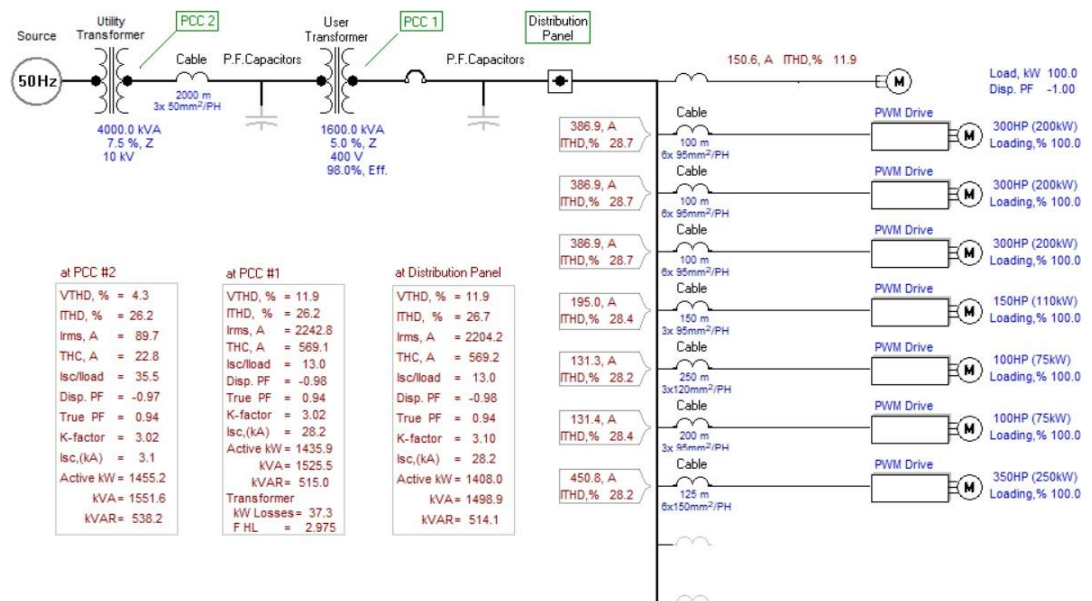 Source
50Hz
Utility
Transformer
4000.0 kVA
7.5 %, Z
10 kV
PCC 2
Cable
2000 m
3x 50mm²/PH
P.F.Capacitors
User
Transformer
1600.0 kVA
5.0 %, Z
400 V
98.0%, Eff.
PCC 1
P.F.Capacitors
Distribution
Panel
150.6, A ITHD,% 11.9
M
Load, kW 100.0
Disp. PF -1.00
386.9, A
ITHD,% 28.7
Cable
100 m
6x 95mm²/PH
PWM Drive
M
300HP (200kW)
Loading,% 100.0
386.9, A
ITHD,% 28.7
Cable
100 m
6x 95mm²/PH
PWM Drive
M
300HP (200kW)
Loading,% 100.0
386.9, A
ITHD,% 28.7
Cable
100 m
6x 95mm²/PH
PWM Drive
M
300HP (200kW)
Loading,% 100.0
195.0, A
ITHD,% 28.4
Cable
150 m
3x 95mm²/PH
PWM Drive
M
150HP (110kW)
Loading,% 100.0
131.3, A
ITHD,% 28.2
Cable
250 m
3x120mm²/PH
PWM Drive
M
100HP (75kW)
Loading,% 100.0
131.4, A
ITHD,% 28.4
Cable
200 m
3x 95mm²/PH
PWM Drive
M
100HP (75kW)
Loading,% 100.0
450.8, A
ITHD,% 28.2
Cable
125 m
6x150mm²/PH
PWM Drive
M
350HP (250kW)
Loading,% 100.0
at PCC #2
VTHD, % = 4.3
ITHD, % = 26.2
Irms, A = 89.7
THC, A = 22.8
Isc/Iload = 35.5
Disp. PF = -0.97
True PF = 0.94
K-factor = 3.02
Isc,(kA) = 3.1
Active kW = 1455.2
kVA = 1551.6
kVAR = 538.2
at PCC #1
VTHD, % = 11.9
ITHD, % = 26.2
Irms, A = 2242.8
THC, A = 569.1
Isc/Iload = 13.0
Disp. PF = -0.98
True PF = 0.94
K-factor = 3.02
Isc,(kA) = 28.2
Active kW = 1435.9
kVA = 1525.5
kVAR = 515.0
Transformer
kW Losses = 37.3
F HL = 2.975
at Distribution Panel
VTHD, % = 11.9
ITHD, % = 26.7
Irms, A = 2204.2
THC, A = 569.2
Isc/Iload = 13.0
Disp. PF = -0.98
True PF = 0.94
K-factor = 3.10
Isc,(kA) = 28.2
Active kW = 1408.0
kVA = 1498.9
kVAR = 514.1